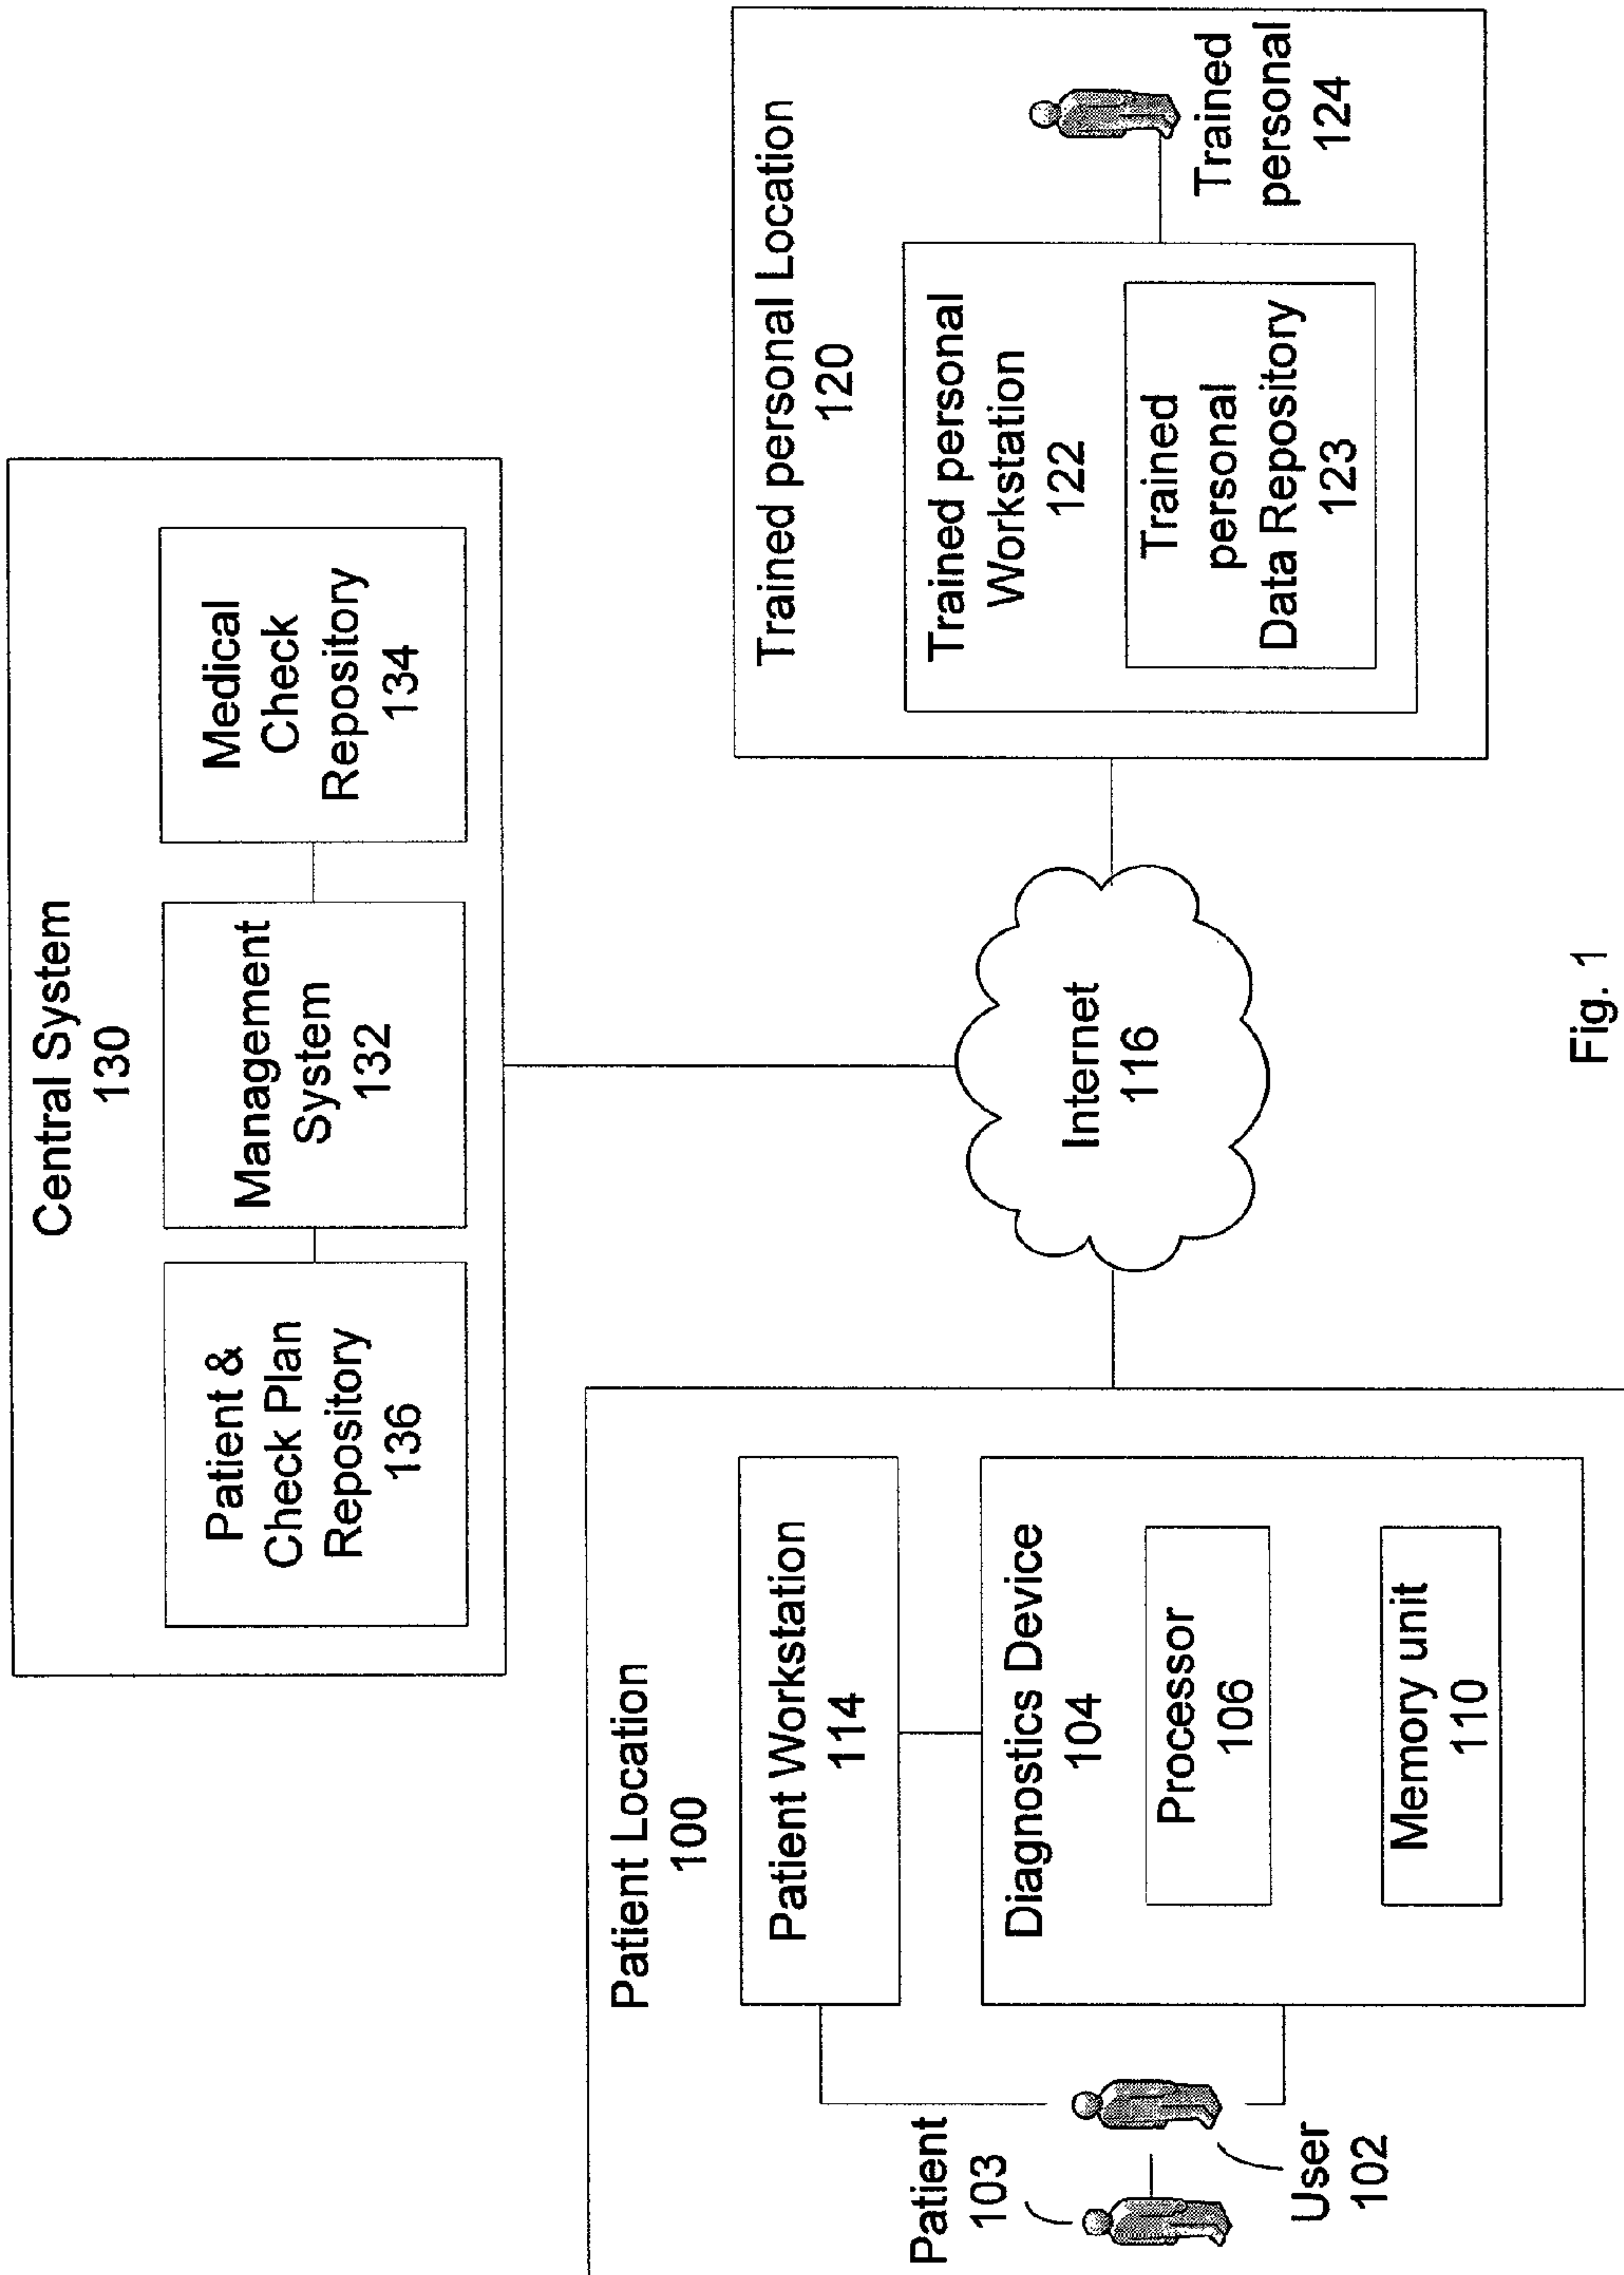 Central System
130
Patient &
Check Plan
Repository
136
Management
System
132
Medical
Check
Repository
134
Patient Location
100
Patient Workstation
114
Diagnostics Device
104
Processor
106
Memory unit
110
Patient
103
User
102
Internet
116
Trained personal Location
120
Trained personal
Workstation
122
Trained
personal
Data Repository
123
Trained
personal
124
Fig. 1